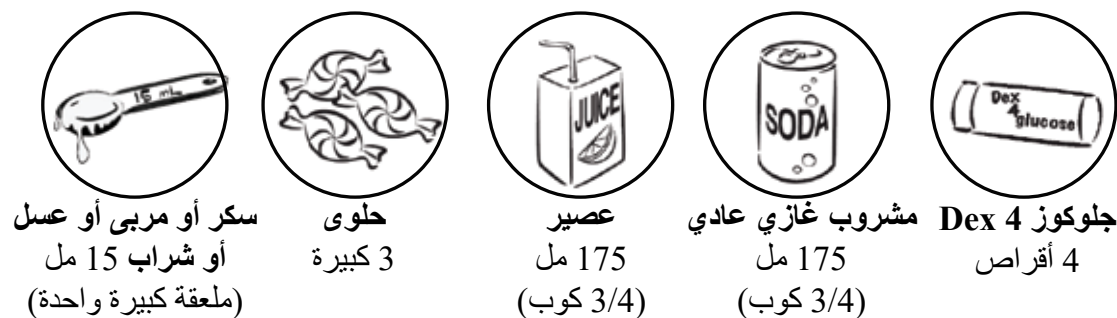 15 mL
JUICE
SODA
Dex
4
glucose
جلوكوز Dex 4
4 أقراص
مشروب غازي عادي
175 مل
(3/4 كوب)
عصير
175 مل
(3/4 كوب)
حلوى
3 كبيرة
سكر أو مربى أو عسل
أو شراب 15 مل
(ملعقة كبيرة واحدة)